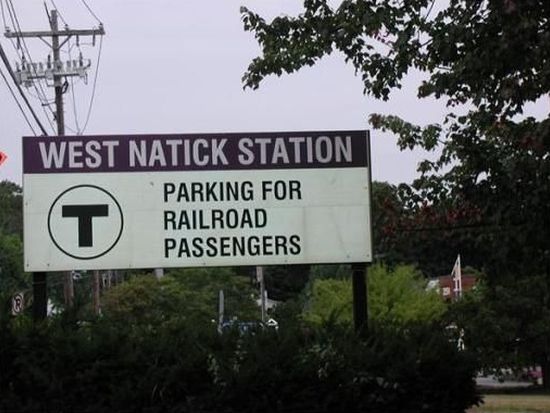 WEST NATICK STATION
T
PARKING FOR
RAILROAD
PASSENGERS